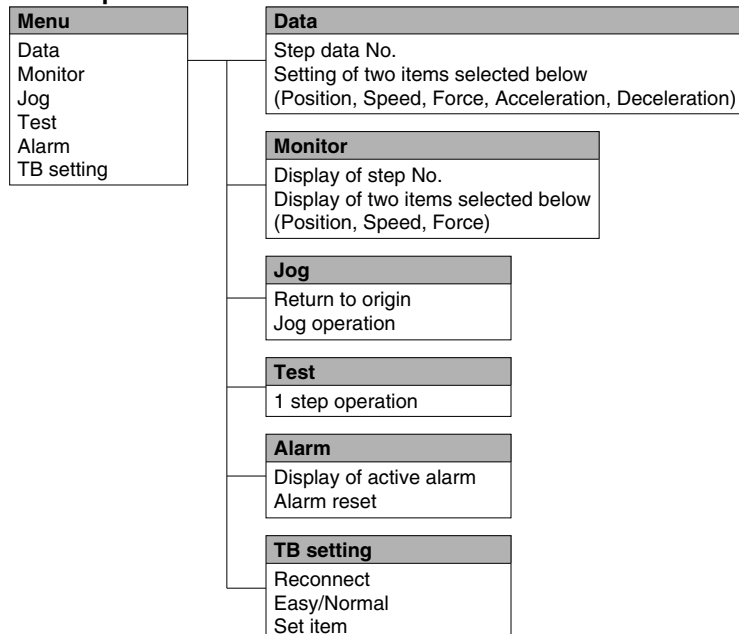 Menu
Data
Monitor
Jog
Test
Alarm
TB setting
Data
Step data No.
Setting of two items selected below
(Position, Speed, Force, Acceleration, Deceleration)
Monitor
Display of step No.
Display of two items selected below
(Position, Speed, Force)
Jog
Return to origin
Jog operation
Test
1 step operation
Alarm
Display of active alarm
Alarm reset
TB setting
Reconnect
Easy/Normal
Set item